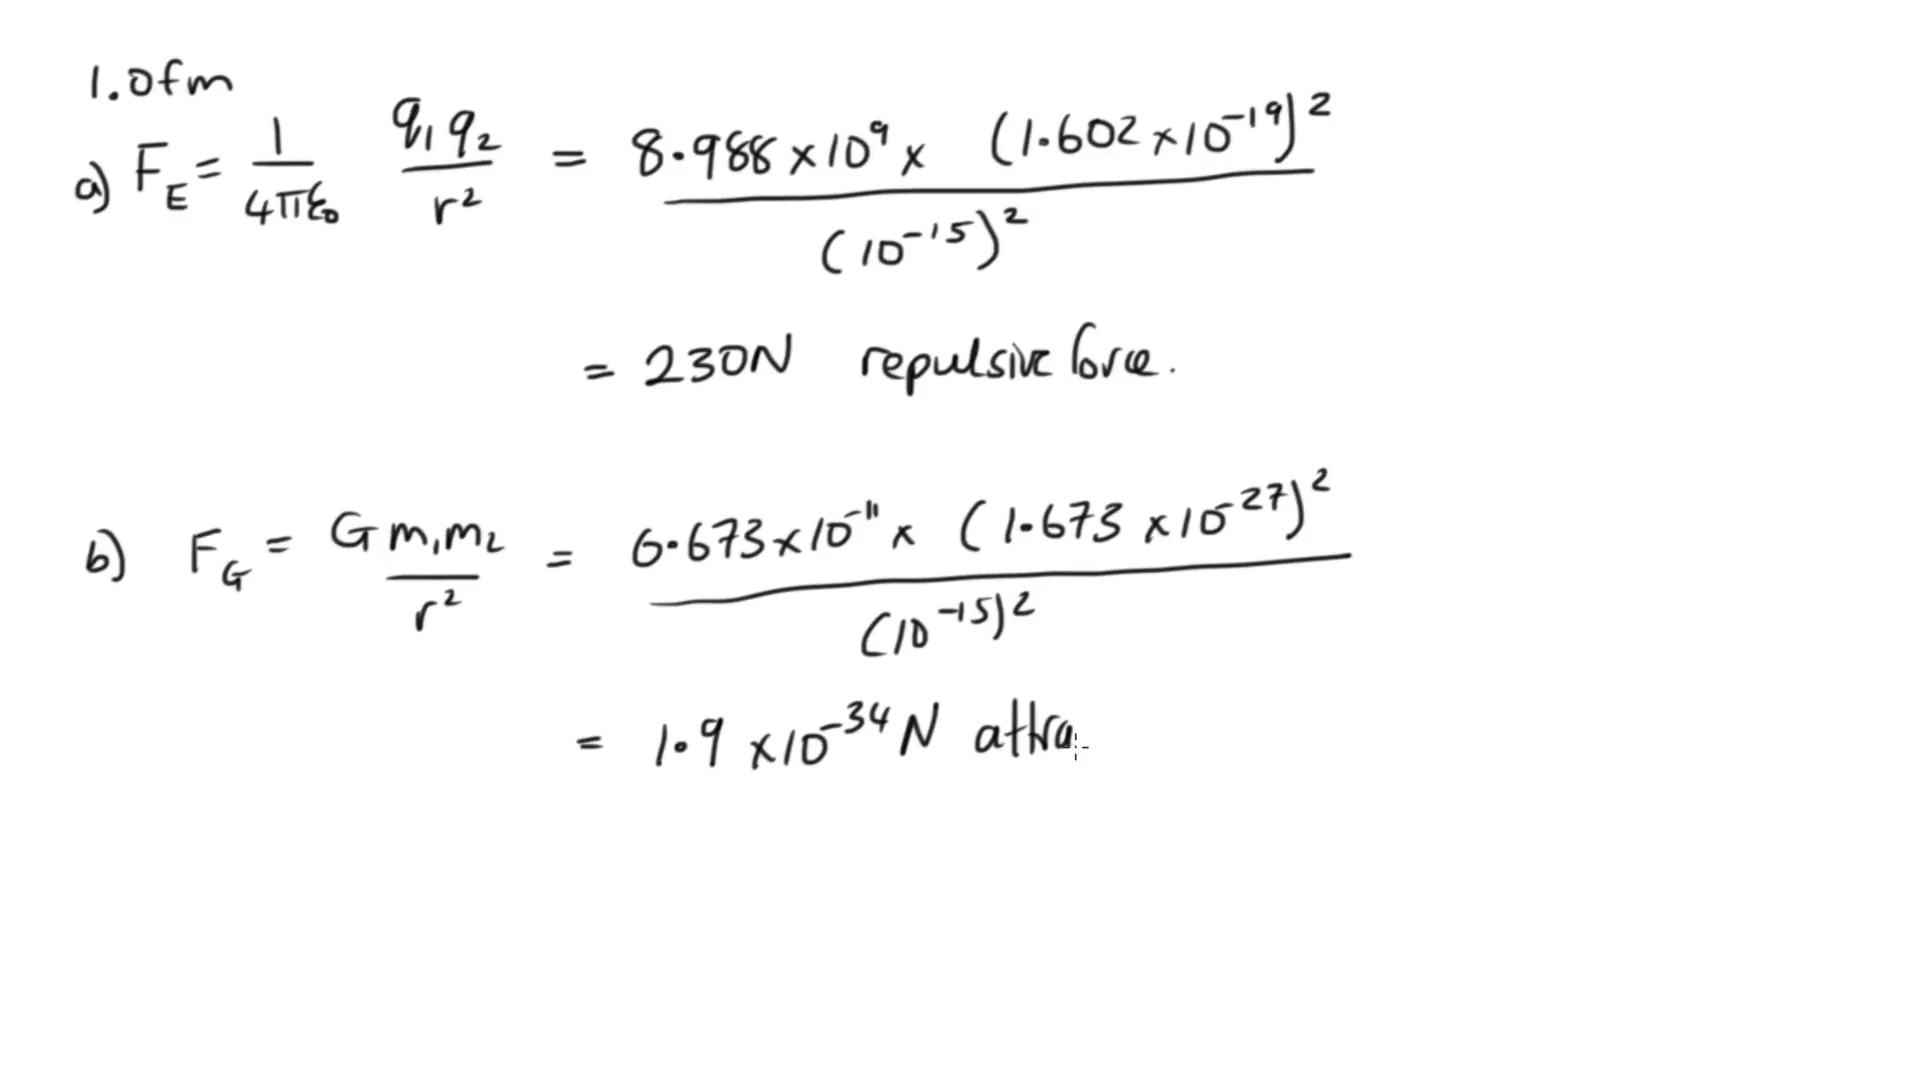 1.0fm
a) F_E = 1/(4πε₀) q₁q₂/r² = 8.988 x 10⁹ x (1.602 x 10⁻¹⁹)²/(10⁻¹⁵)²
= 230N repulsive force.
b) F_G = G m₁m₂/r² = 6.673 x 10⁻¹¹ x (1.673 x 10⁻²⁷)²/(10⁻¹⁵)²
= 1.9 x 10⁻³⁴ N attra